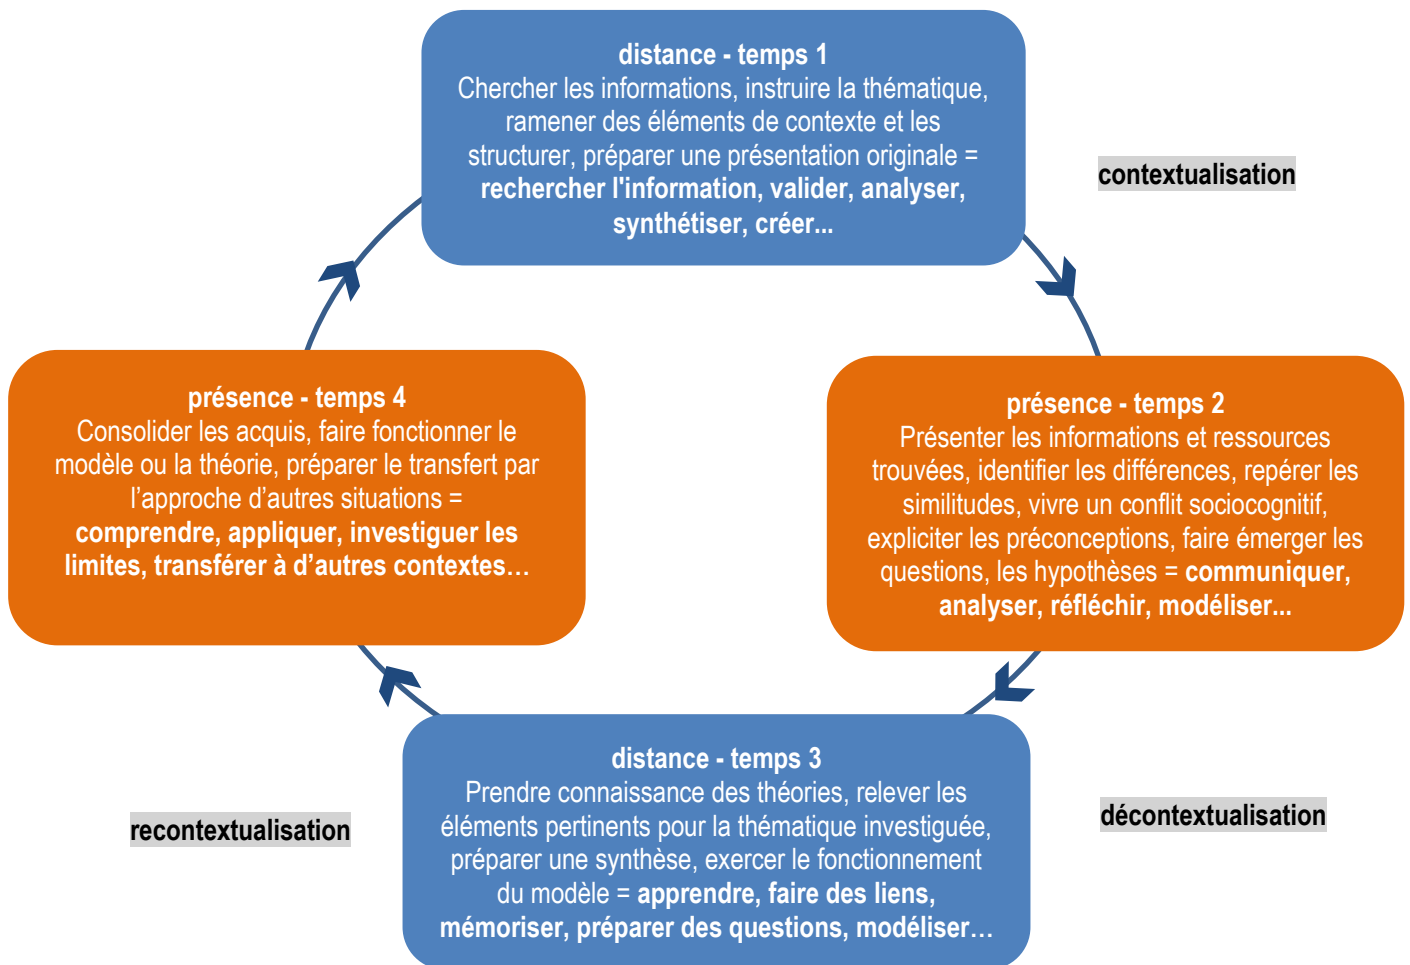 distance - temps 1
Chercher les informations, instruire la thématique,
ramener des éléments de contexte et les
structurer, préparer une présentation originale =
rechercher l'information, valider, analyser,
synthétiser, créer...
contextualisation
présence - temps 4
Consolider les acquis, faire fonctionner le
modèle ou la théorie, préparer le transfert par
l’approche d’autres situations =
comprendre, appliquer, investiguer les
limites, transférer à d’autres contextes…
présence - temps 2
Présenter les informations et ressources
trouvées, identifier les différences, repérer les
similitudes, vivre un conflit sociocognitif,
expliciter les préconceptions, faire émerger les
questions, les hypothèses = communiquer,
analyser, réfléchir, modéliser...
distance - temps 3
Prendre connaissance des théories, relever les
éléments pertinents pour la thématique investiguée,
préparer une synthèse, exercer le fonctionnement
du modèle = apprendre, faire des liens,
mémoriser, préparer des questions, modéliser…
recontextualisation
décontextualisation